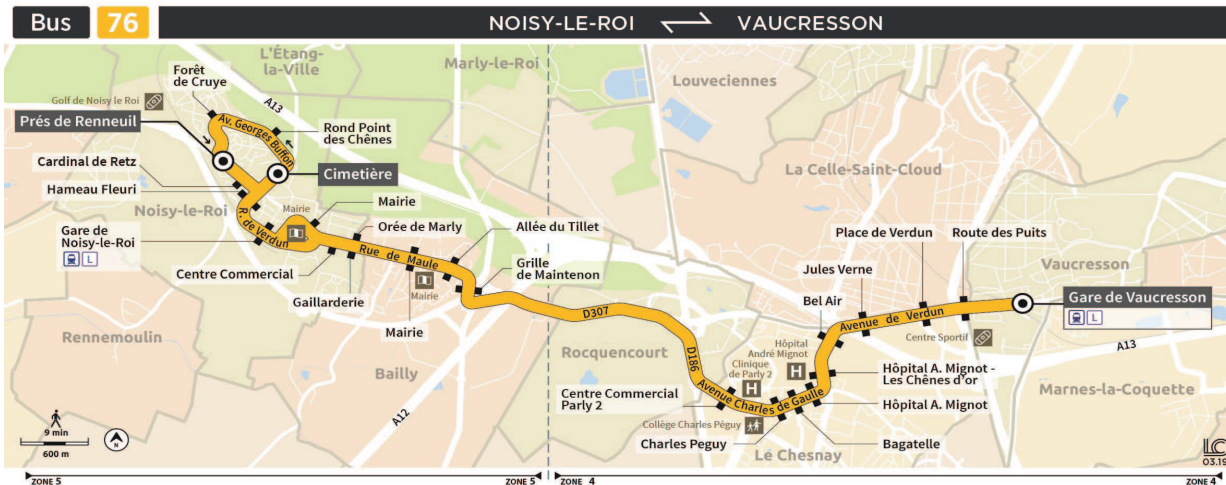 Bus 76
NOISY-LE-ROI VAUCRESSON
L'Étang-
la-Ville
Marly-le-Roi
Louveciennes
Forêt
de Cruye
Golf de Noisy le Roi
A13
Av. Georges Buffon
Prés de Renneuil
Rond Point
des Chênes
Cardinal de Retz
Cimetière
Hameau Fleuri
La Celle-Saint-Cloud
Noisy-le-Roi
R. de Verdun
Mairie
Mairie
Gare de
Noisy-le-Roi
L
Orée de Marly
Allée du Tillet
Place de Verdun
Route des Puits
Rue de Maule
Centre Commercial
Grille
de Maintenon
Jules Verne
Vaucresson
Gaillarderie
Mairie
Bel Air
Gare de Vaucresson
L
Mairie
D307
Avenue de Verdun
Rennemoulin
Centre Sportif
A13
Rocquencourt
D186
Hôpital
André Mignot
Clinique
de Parly 2
H
H
Bailly
Hôpital A. Mignot -
Les Chênes d'or
Marnes-la-Coquette
Centre Commercial
Parly 2
Avenue Charles de Gaulle
Hôpital A. Mignot
A12
Collège Charles Péguy
9 min
600 m
N
Charles Peguy
Bagatelle
Le Chesnay
LC
03.19
ZONE 5 ZONE 5 ZONE 4 ZONE 4